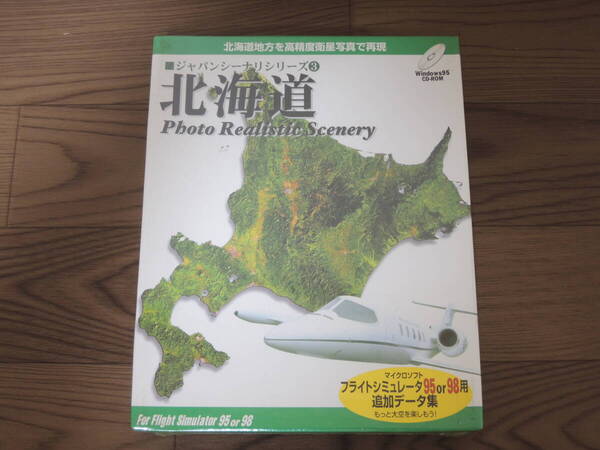 北海道地方を高精度衛星写真で再現
■ジャパンシーナリシリーズ❸
Windows95
CD-ROM
北海道
Photo Realistic Scenery
マイクロソフト
フライトシミュレータ95or98用
追加データ集
もっと大空を楽しもう!
For Flight Simulator 95 or 98